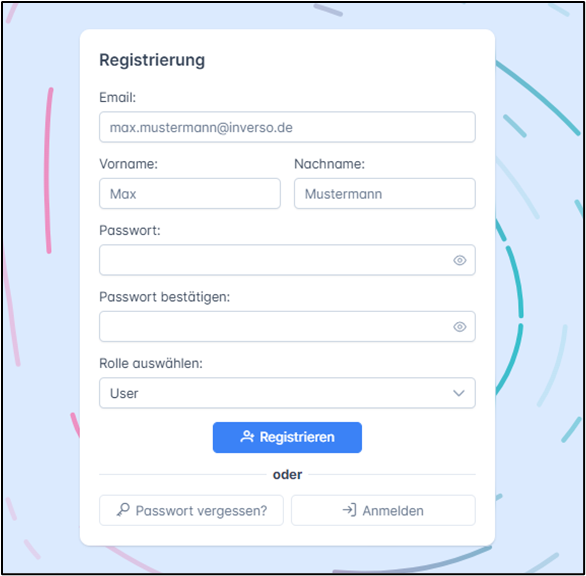 Registrierung
Email:
max.mustermann@inverso.de
Vorname: Nachname:
Max Mustermann
Passwort:
Passwort bestätigen:
Rolle auswählen:
User
Registrieren
oder
Passwort vergessen? Anmelden